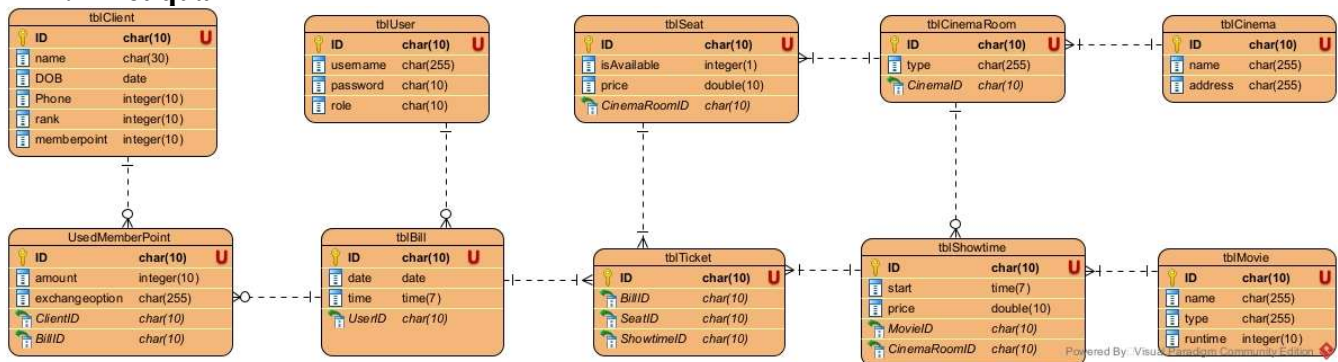 tblClient
ID char(10) U
name char(30)
DOB date
Phone integer(10)
rank integer(10)
memberpoint integer(10)
tblUser
ID char(10) U
username char(255)
password char(10)
role char(10)
tblSeat
ID char(10) U
isAvailable integer(1)
price double(10)
CinemaRoomID char(10)
tblCinemaRoom
ID char(10) U
type char(255)
CinemaID char(10)
tblCinema
ID char(10) U
name char(255)
address char(255)
UsedMemberPoint
ID char(10) U
amount integer(10)
exchangeoption char(255)
ClientID char(10)
BillID char(10)
tblBill
ID char(10) U
date date
time time(7)
UserID char(10)
tblTicket
ID char(10) U
BillID char(10)
SeatID char(10)
ShowtimeID char(10)
tblShowtime
ID char(10) U
start time(7)
price double(10)
MovieID char(10)
CinemaRoomID char(10)
tblMovie
ID char(10) U
name char(255)
type char(255)
runtime integer(10)
Powered By Visual Paradigm Community Edition